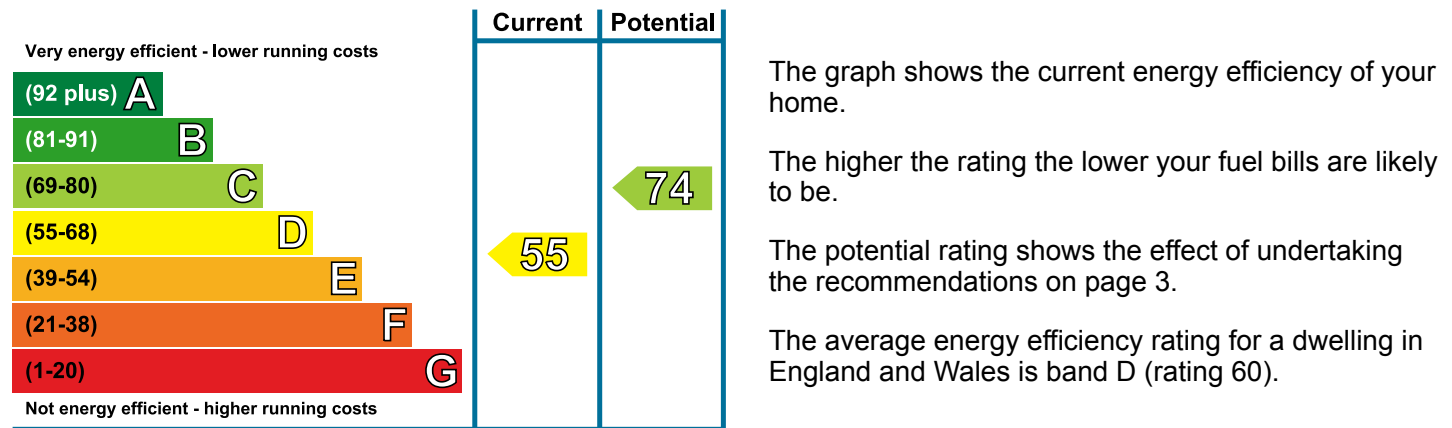 Current Potential
Very energy efficient - lower running costs
(92 plus) A
(81-91) B
(69-80) C
74
(55-68) D
55
(39-54) E
(21-38) F
(1-20) G
Not energy efficient - higher running costs
The graph shows the current energy efficiency of your
home.
The higher the rating the lower your fuel bills are likely
to be.
The potential rating shows the effect of undertaking
the recommendations on page 3.
The average energy efficiency rating for a dwelling in
England and Wales is band D (rating 60).